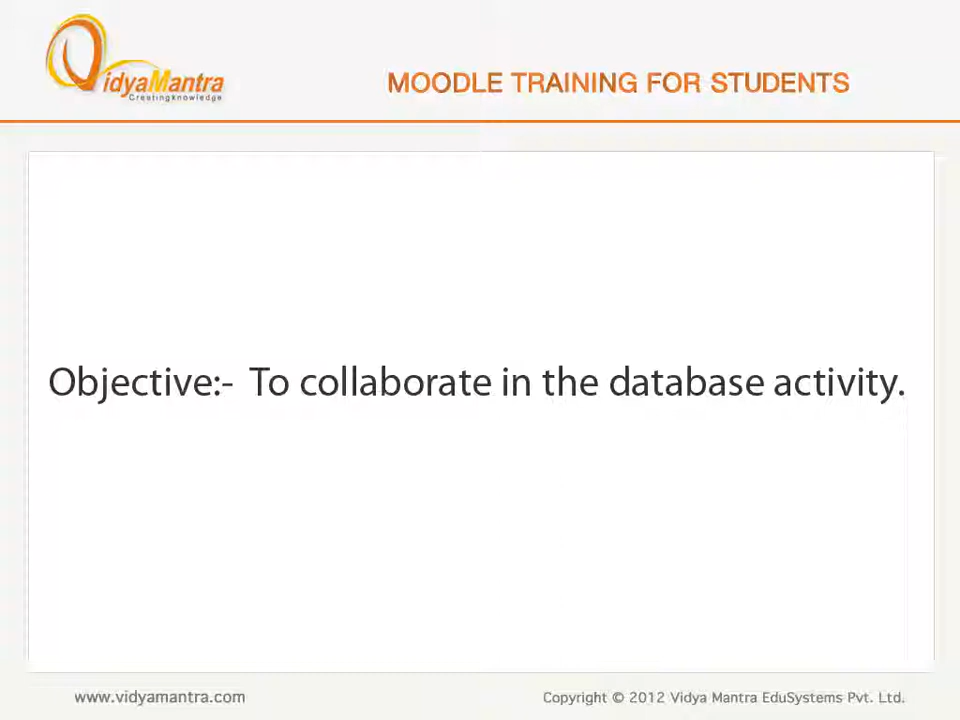 VidyaMantra
CreatingKnowledge
MOODLE TRAINING FOR STUDENTS
Objective:- To collaborate in the database activity.
www.vidyamantra.com
Copyright © 2012 Vidya Mantra EduSystems Pvt. Ltd.